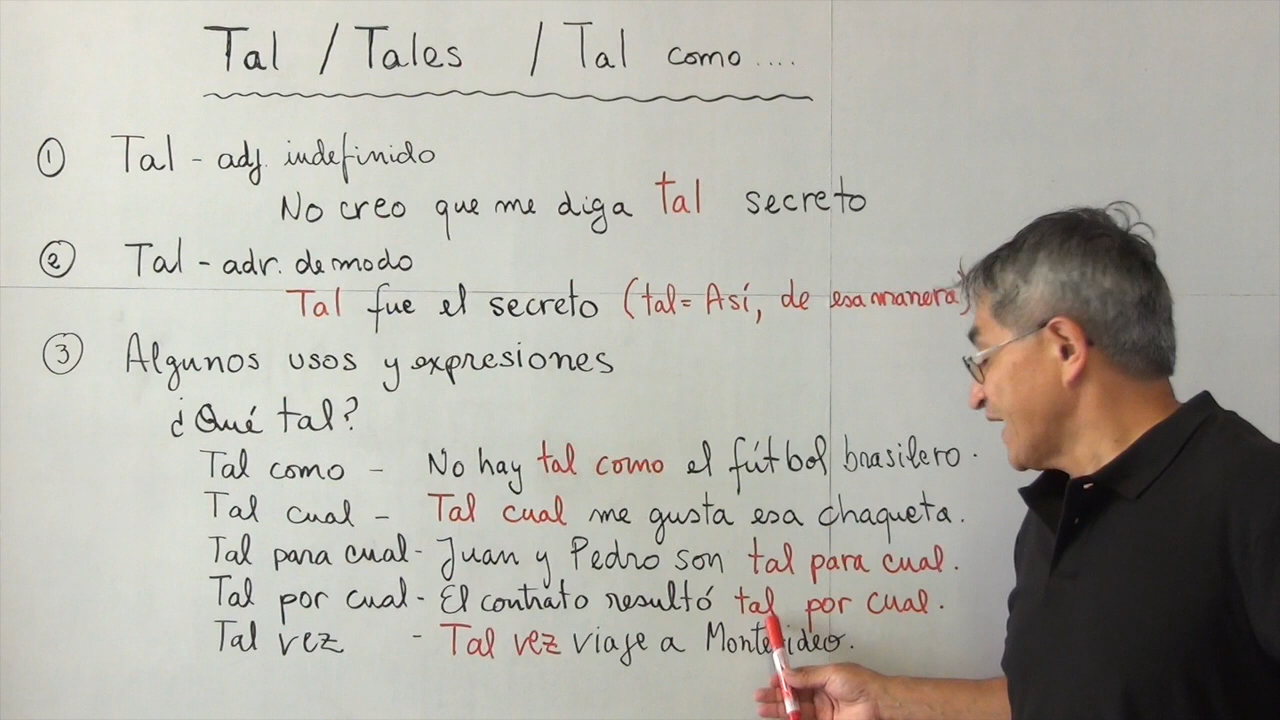 Tal / Tales / Tal como ....
① Tal - adj. indefinido
No creo que me diga tal secreto
② Tal - adv. de modo
Tal fue el secreto (tal = Así, de esa manera)
③ Algunos usos y expresiones
¿Qué tal?
Tal como - No hay tal como el fútbol brasilero.
Tal cual - Tal cual me gusta esa chaqueta.
Tal para cual - Juan y Pedro son tal para cual.
Tal por cual - El contrato resultó tal por cual.
Tal vez - Tal vez viaje a Montevideo.